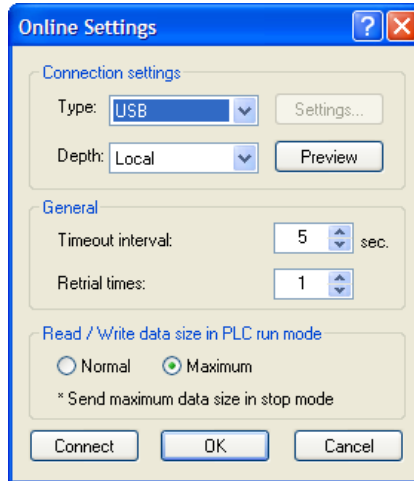 Online Settings
Connection settings
Type: USB Settings...
Depth: Local Preview
General
Timeout interval: 5 sec.
Retrial times: 1
Read / Write data size in PLC run mode
Normal Maximum
* Send maximum data size in stop mode
Connect OK Cancel